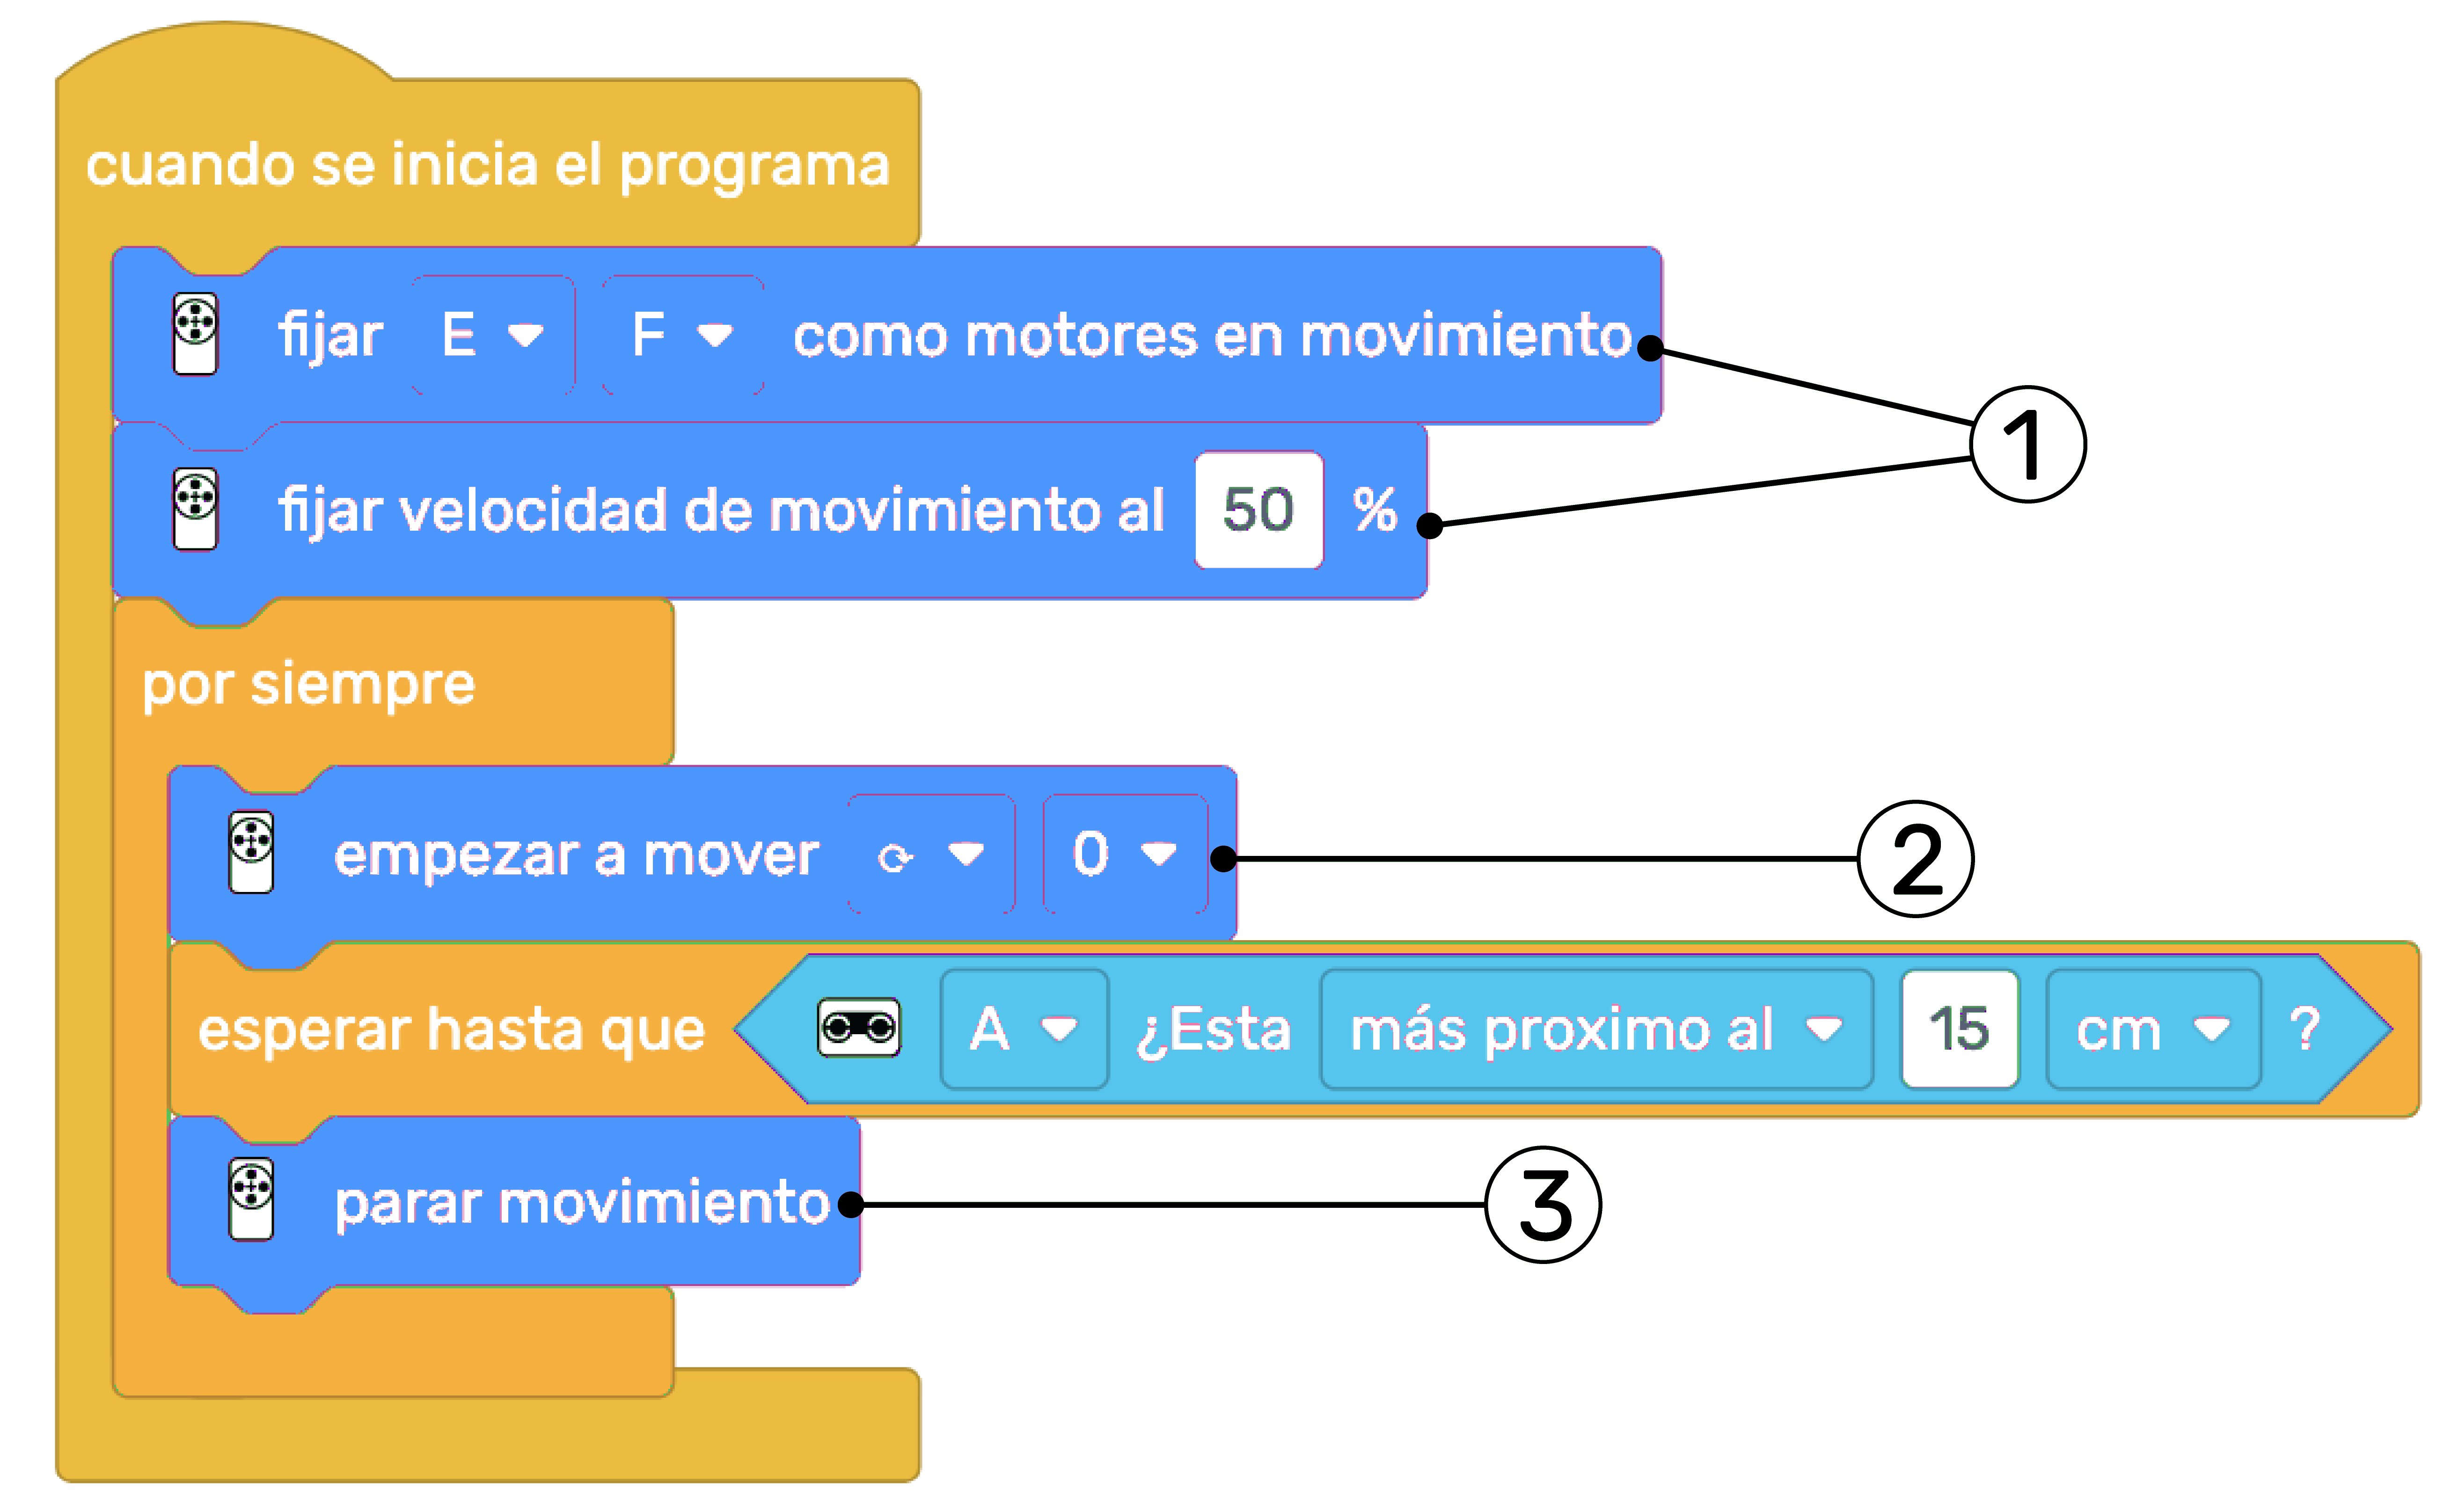 cuando se inicia el programa
fijar E F como motores en movimiento
1
fijar velocidad de movimiento al 50 %
por siempre
empezar a mover 0
2
esperar hasta que A ¿Esta más proximo al 15 cm ?
parar movimiento
3